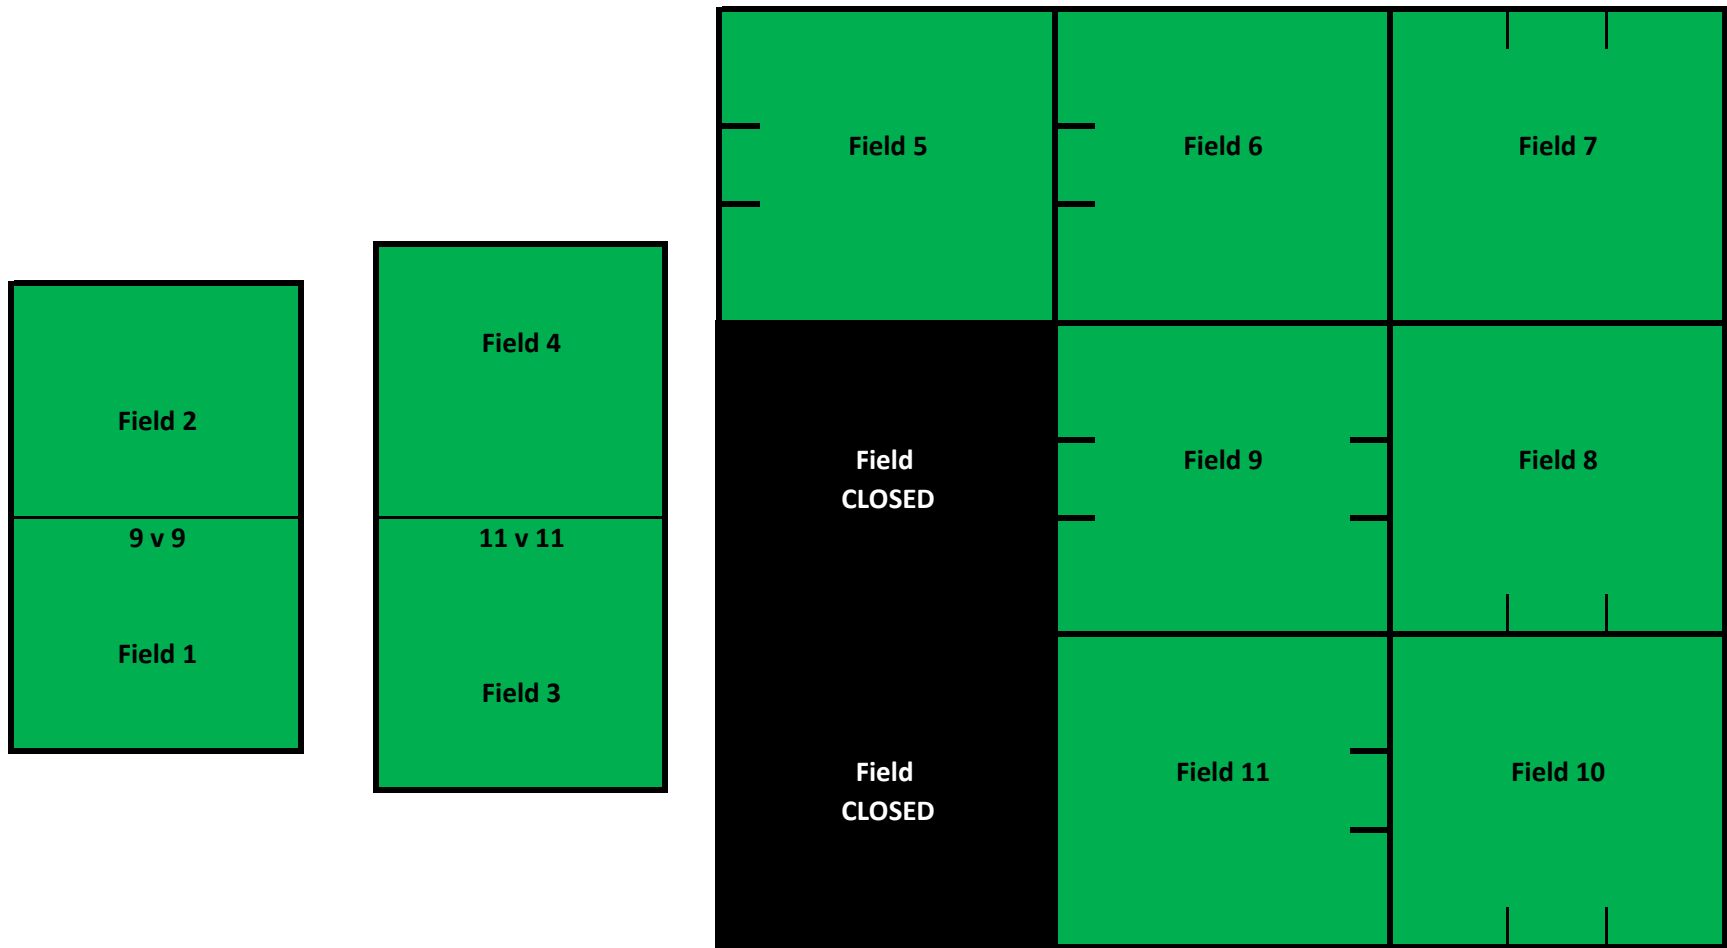 Field 2
9 v 9
Field 1
Field 4
11 v 11
Field 3
Field 5
Field 6
Field 7
Field
CLOSED
Field 9
Field 8
Field
CLOSED
Field 11
Field 10